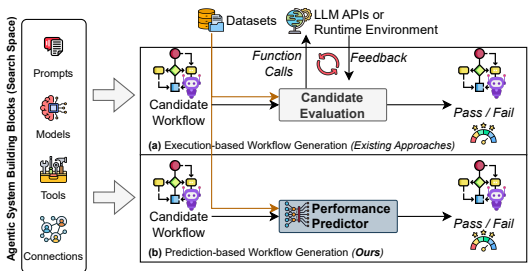 Agentic System Building Blocks (Search Space)
Prompts
Models
Tools
Connections
Datasets
LLM APIs or
Runtime Environment
Function
Calls
Feedback
Candidate
Workflow
Candidate
Evaluation
Pass / Fail
(a) Execution-based Workflow Generation (Existing Approaches)
Candidate
Workflow
Performance
Predictor
Pass / Fail
(b) Prediction-based Workflow Generation (Ours)